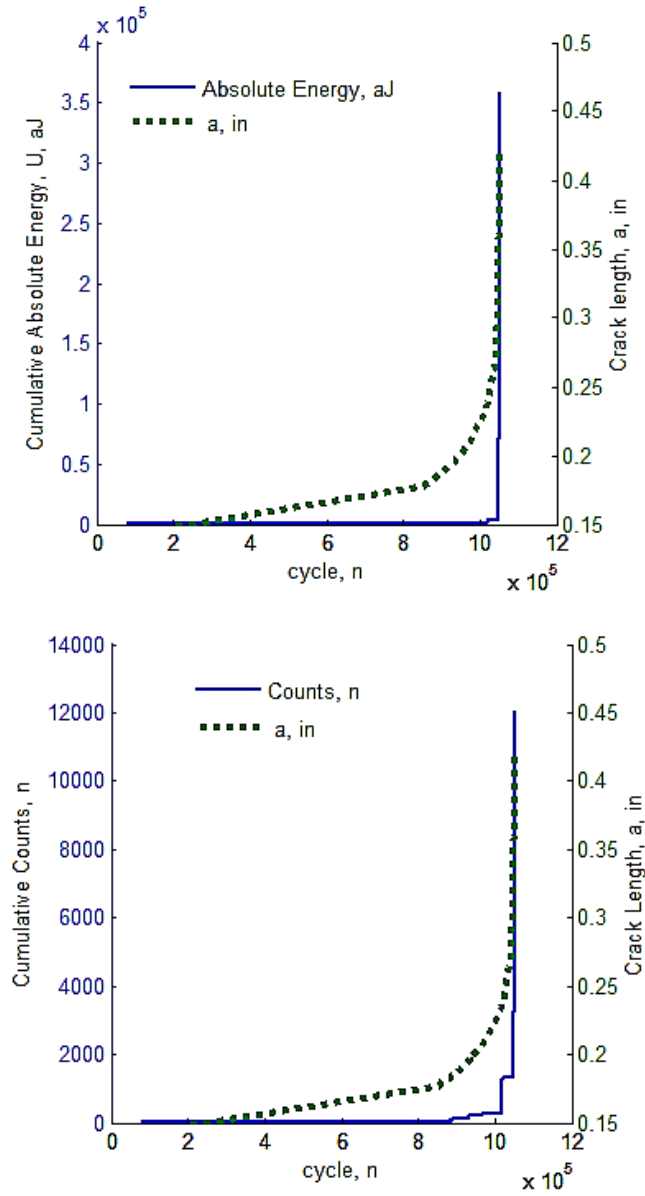 x 10^5
4
3.5
3
2.5
2
1.5
1
0.5
0
Cumulative Absolute Energy, U, aJ
Absolute Energy, aJ
a, in
0.5
0.45
0.4
0.35
0.3
0.25
0.2
0.15
Crack length, a, in
0 2 4 6 8 10 12
cycle, n
x 10^5
14000
12000
10000
8000
6000
4000
2000
0
Cumulative Counts, n
Counts, n
a, in
0.5
0.45
0.4
0.35
0.3
0.25
0.2
0.15
Crack Length, a, in
0 2 4 6 8 10 12
cycle, n
x 10^5